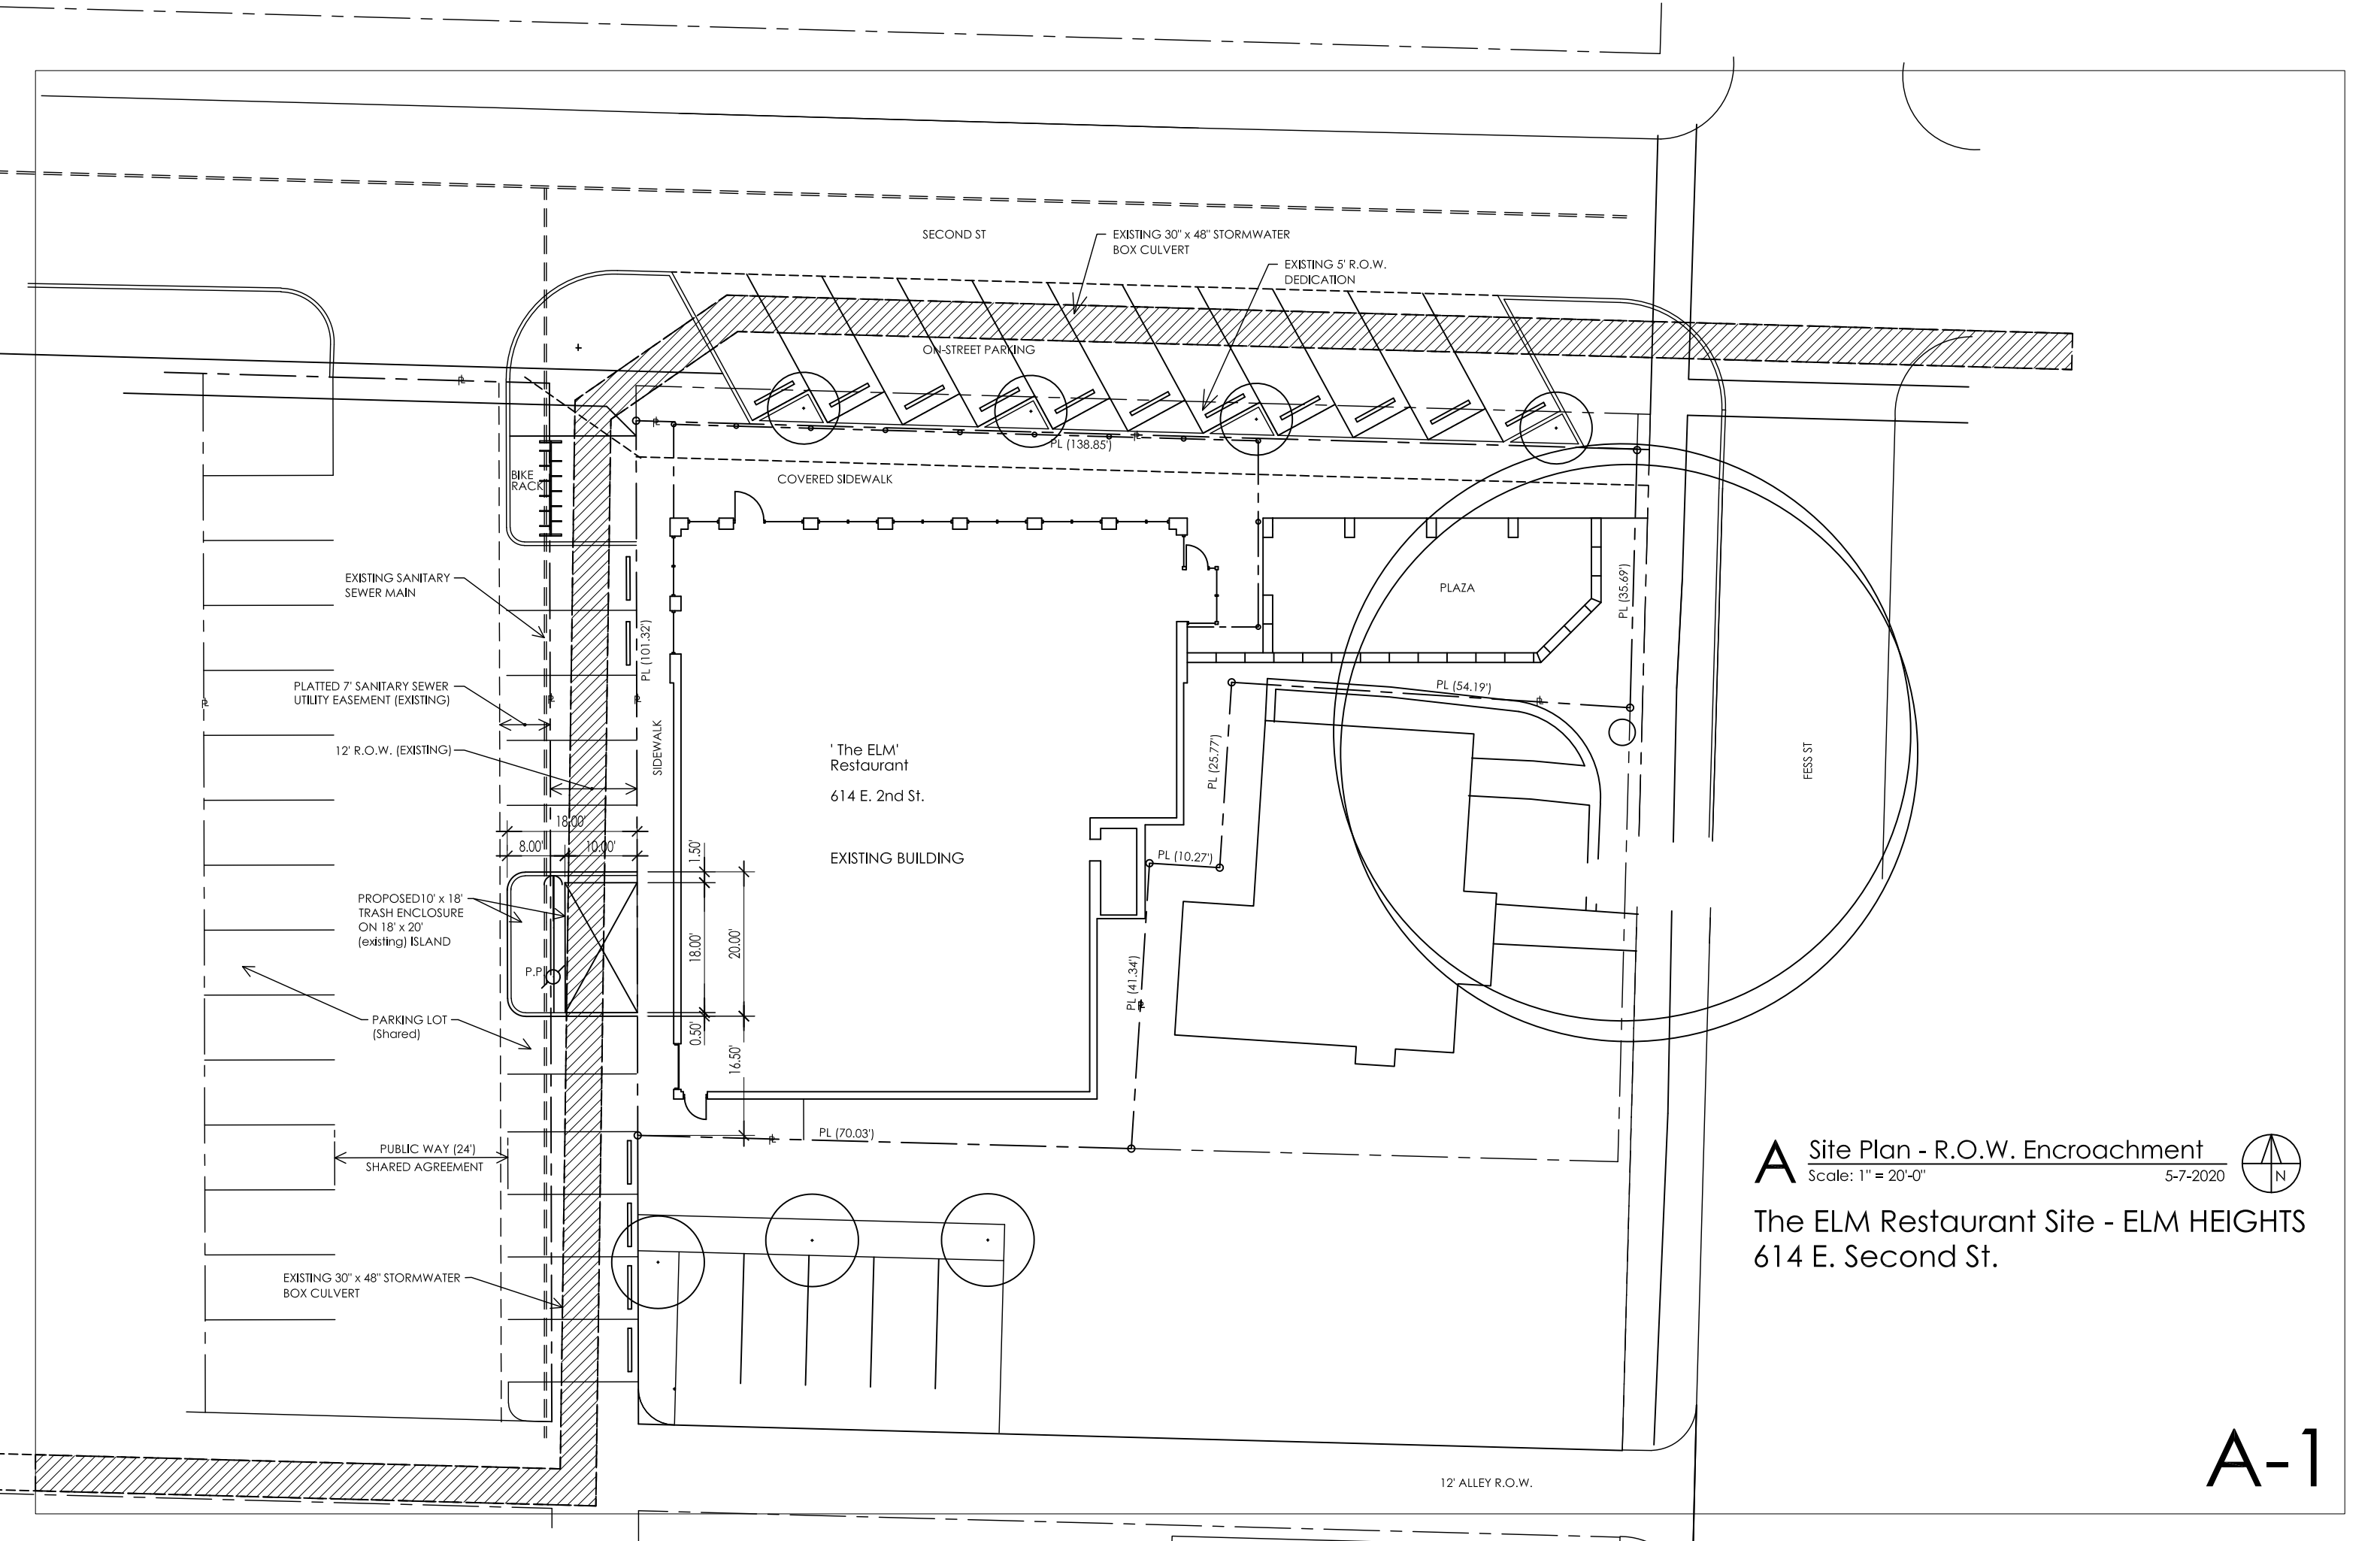 SECOND ST
EXISTING 30" x 48" STORMWATER
BOX CULVERT
EXISTING 5' R.O.W.
DEDICATION
ON-STREET PARKING
PL (138.85')
COVERED SIDEWALK
BIKE
RACK
EXISTING SANITARY
SEWER MAIN
PL (101.32')
PLAZA
PL (35.69')
PLATTED 7' SANITARY SEWER
UTILITY EASEMENT (EXISTING)
PL (54.19')
12' R.O.W. (EXISTING)
SIDEWALK
' The ELM'
Restaurant
614 E. 2nd St.
EXISTING BUILDING
PL (25.77')
FESS ST
18.00'
8.00'
10.00'
1.50'
PL (10.27')
PROPOSED10' x 18'
TRASH ENCLOSURE
ON 18' x 20'
(existing) ISLAND
P.P.
18.00'
20.00'
PL (41.34')
PARKING LOT
(Shared)
0.50'
16.50'
PL (70.03')
PUBLIC WAY (24')
SHARED AGREEMENT
EXISTING 30" x 48" STORMWATER
BOX CULVERT
A Site Plan - R.O.W. Encroachment
Scale: 1" = 20'-0" 5-7-2020
N
The ELM Restaurant Site - ELM HEIGHTS
614 E. Second St.
12' ALLEY R.O.W.
A-1